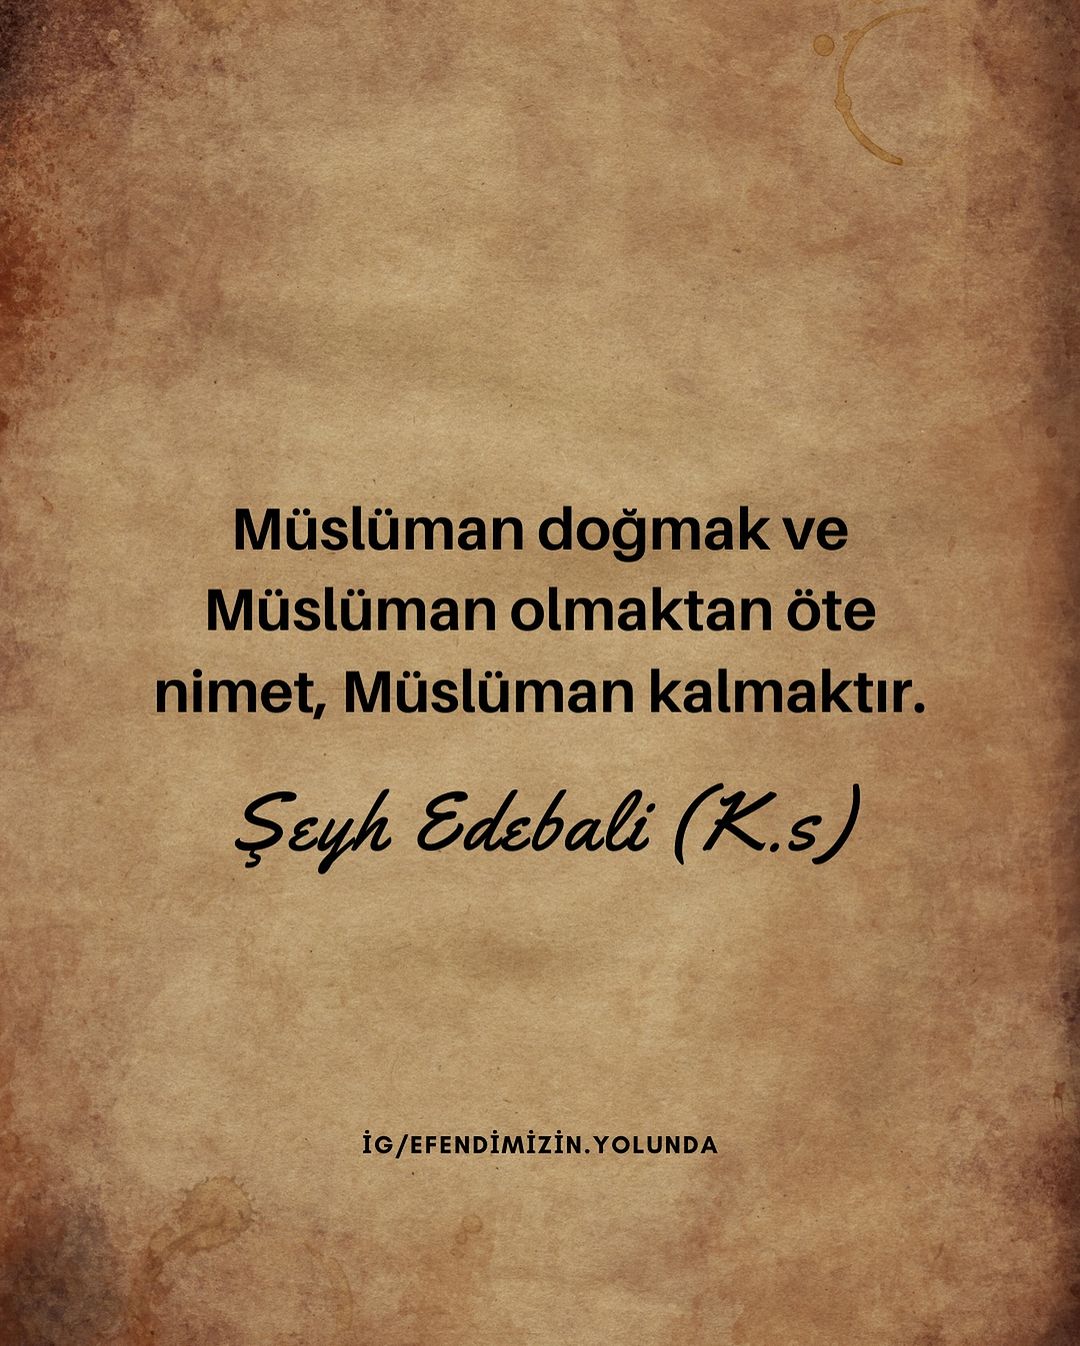 Müslüman doğmak ve
Müslüman olmaktan öte
nimet, Müslüman kalmaktır.
Şeyh Edebali (K.s)
İG/EFENDİMİZİN.YOLUNDA